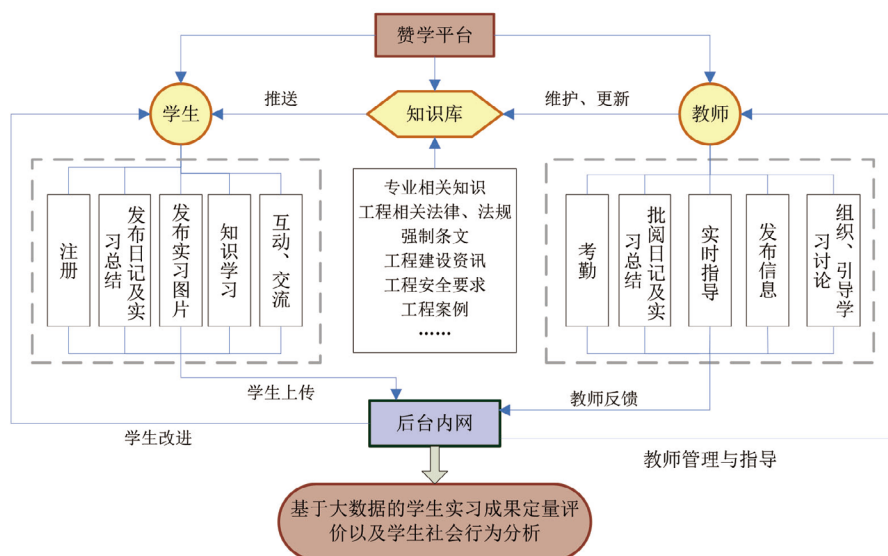 赞学平台
学生
推送
知识库
维护、更新
教师
注册
发布日记及实
习总结
发布实习图片
知识学习
互动、交流
专业相关知识
工程相关法律、法规
强制条文
工程建设资讯
工程安全要求
工程案例
……
考勤
批阅日记及实
习总结
实时指导
发布信息
组织、引导学
习讨论
学生上传
教师反馈
后台内网
学生改进
教师管理与指导
基于大数据的学生实习成果定量评
价以及学生社会行为分析